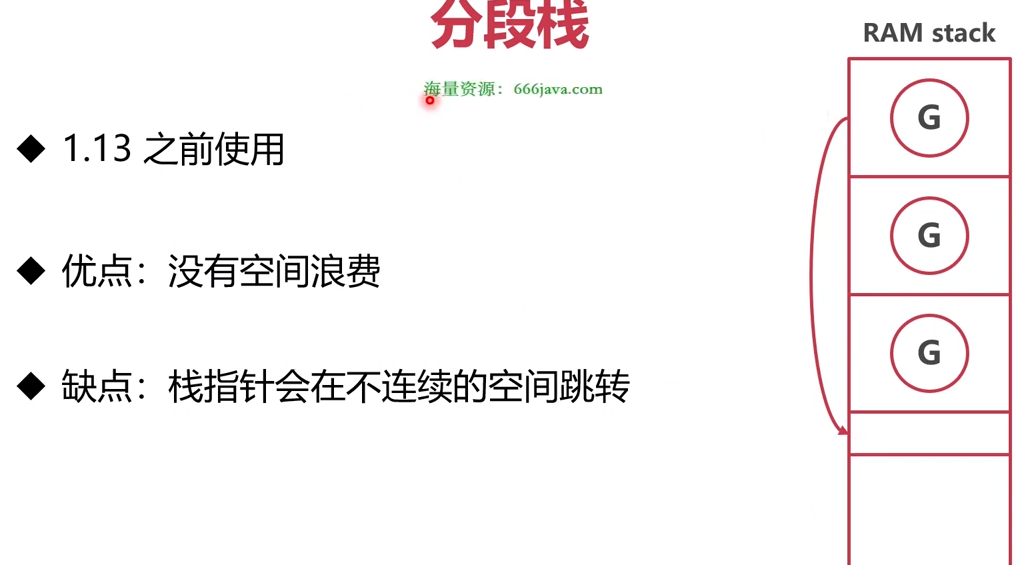 分段栈
海量资源：666java.com
◆ 1.13 之前使用
◆ 优点：没有空间浪费
◆ 缺点：栈指针会在不连续的空间跳转
RAM stack
G
G
G